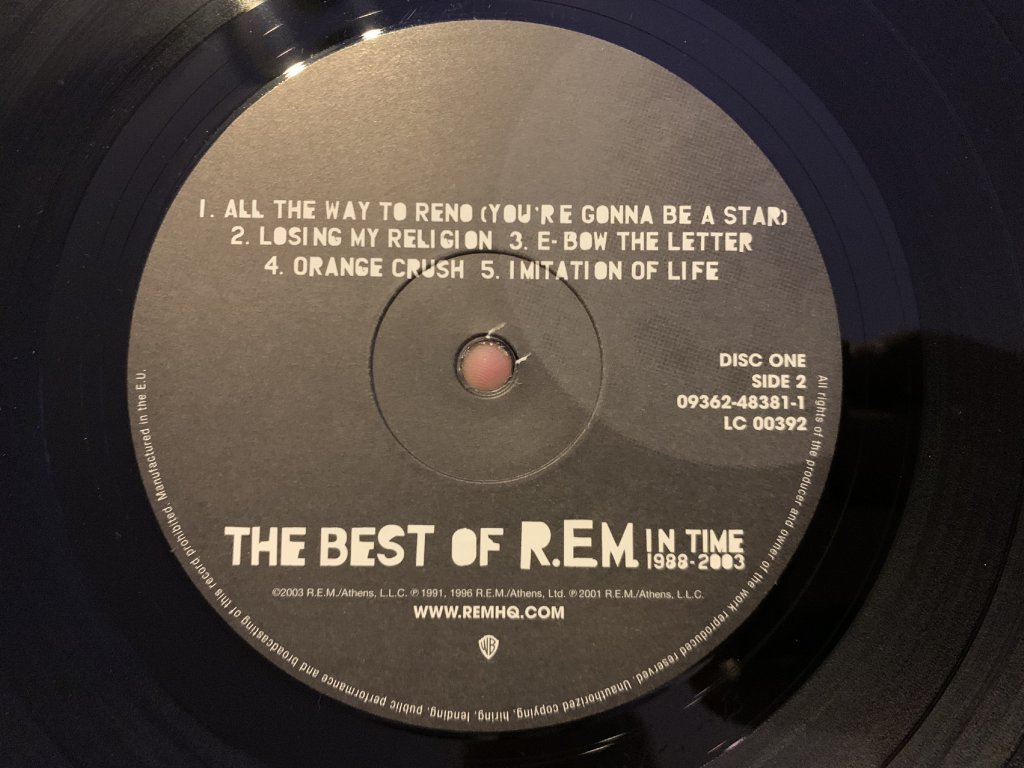 1. ALL THE WAY TO RENO (YOU'RE GONNA BE A STAR)
2. LOSING MY RELIGION 3. E-BOW THE LETTER
4. ORANGE CRUSH 5. IMITATION OF LIFE
DISC ONE
SIDE 2
09362-48381-1
LC 00392
THE BEST OF R.E.M. IN TIME
1988-2003
©2003 R.E.M./Athens, L.L.C. ℗ 1991, 1996 R.E.M./Athens, Ltd. ℗ 2001 R.E.M./Athens, L.L.C.
WWW.REMHQ.COM
WB
All rights of the producer and owner of the work reproduced reserved. Unauthorized copying, hiring, lending, public performance and broadcasting of this record prohibited. Manufactured in the E.U.